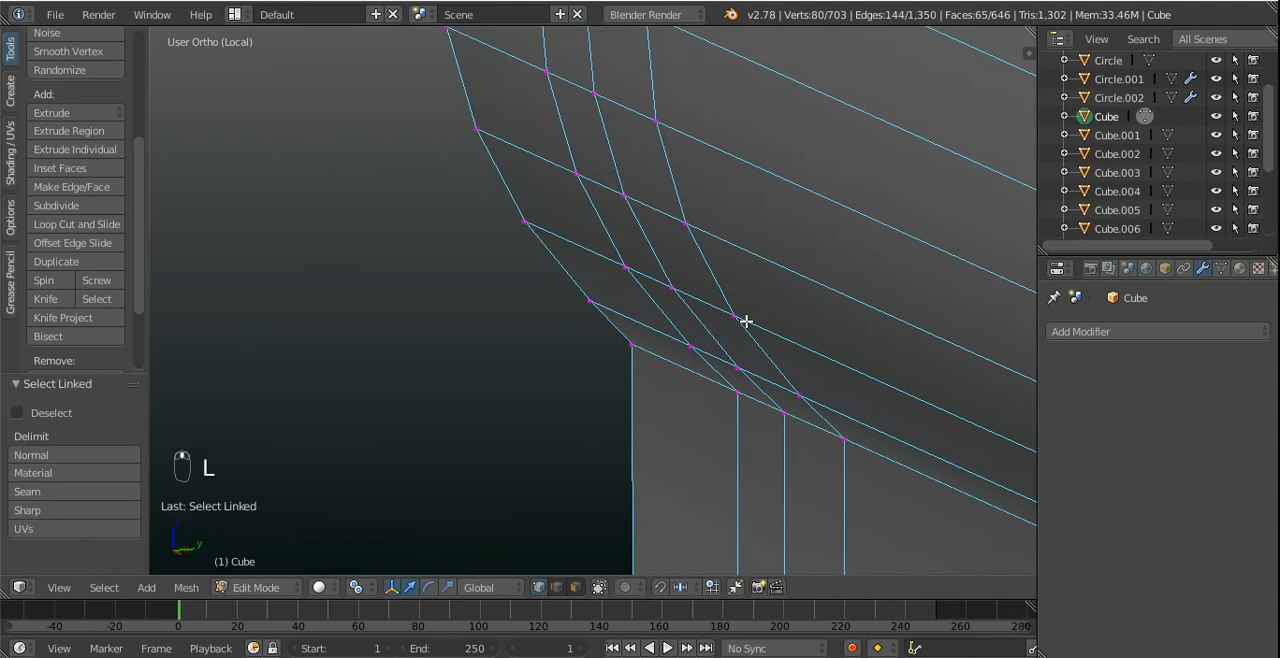 File Render Window Help Default Scene Blender Render v2.78 | Verts:80/703 | Edges:144/1,350 | Faces:65/646 | Tris:1,302 | Mem:33.46M | Cube
Tools
Create
Shading / UVs
Options
Grease Pencil
Noise
Smooth Vertex
Randomize
Add:
Extrude
Extrude Region
Extrude Individual
Inset Faces
Make Edge/Face
Subdivide
Loop Cut and Slide
Offset Edge Slide
Duplicate
Spin Screw
Knife Select
Knife Project
Bisect
Remove:
Select Linked
Deselect
Delimit
Normal
Material
Seam
Sharp
UVs
User Ortho (Local)
L
Last: Select Linked
y
(1) Cube
View Search All Scenes
Circle
Circle.001
Circle.002
Cube
Cube.001
Cube.002
Cube.003
Cube.004
Cube.005
Cube.006
Cube
Add Modifier
View Select Add Mesh Edit Mode Global
-40 -20 0 20 40 60 80 100 120 140 160 180 200 220 240 260 280
View Marker Frame Playback Start: 1 End: 250 1 No Sync